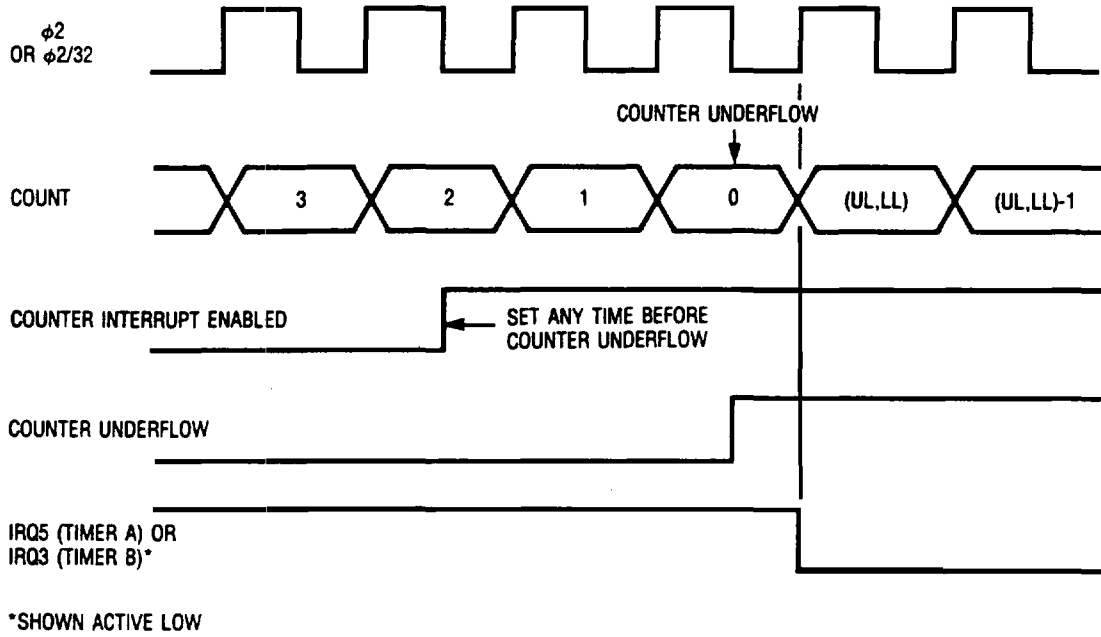 φ2
OR φ2/32
COUNTER UNDERFLOW
COUNT
3
2
1
0
(UL,LL)
(UL,LL)-1
COUNTER INTERRUPT ENABLED
SET ANY TIME BEFORE
COUNTER UNDERFLOW
COUNTER UNDERFLOW
IRQ5 (TIMER A) OR
IRQ3 (TIMER B)*
*SHOWN ACTIVE LOW